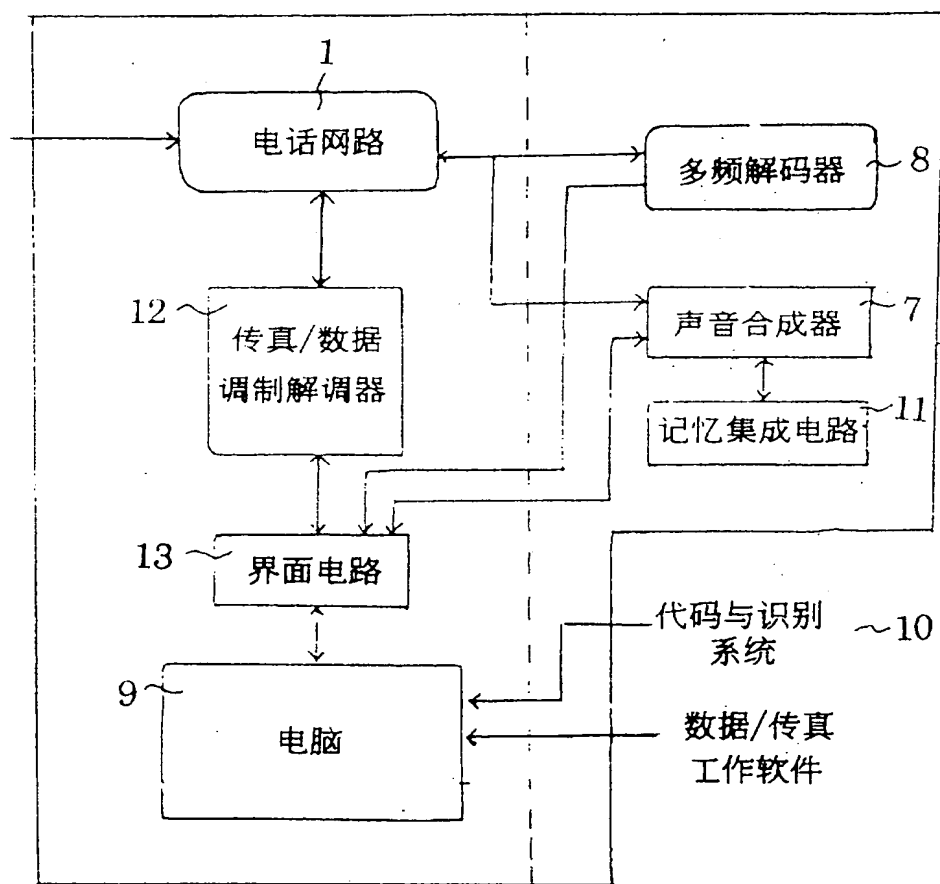 1
电话网路
多频解码器
8
12
传真/数据
调制解调器
声音合成器
7
记忆集成电路
11
13
界面电路
代码与识别
系统
10
9
电脑
数据/传真
工作软件